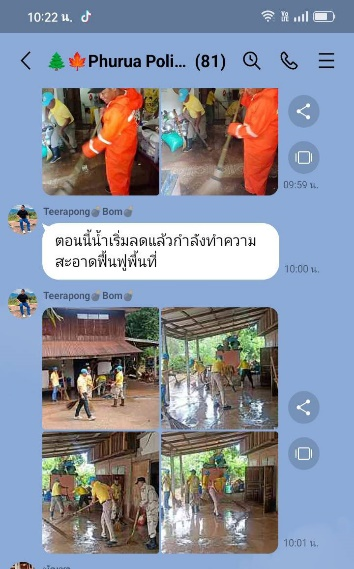 10:22 น.
🌲🍁Phurua Poli... (81)
09:59 น.
Teerapong💣Bom💣
ตอนนี้น้ำเริ่มลดแล้วกำลังทำความ
สะอาดฟื้นฟูพื้นที่
10:00 น.
Teerapong💣Bom💣
10:01 น.